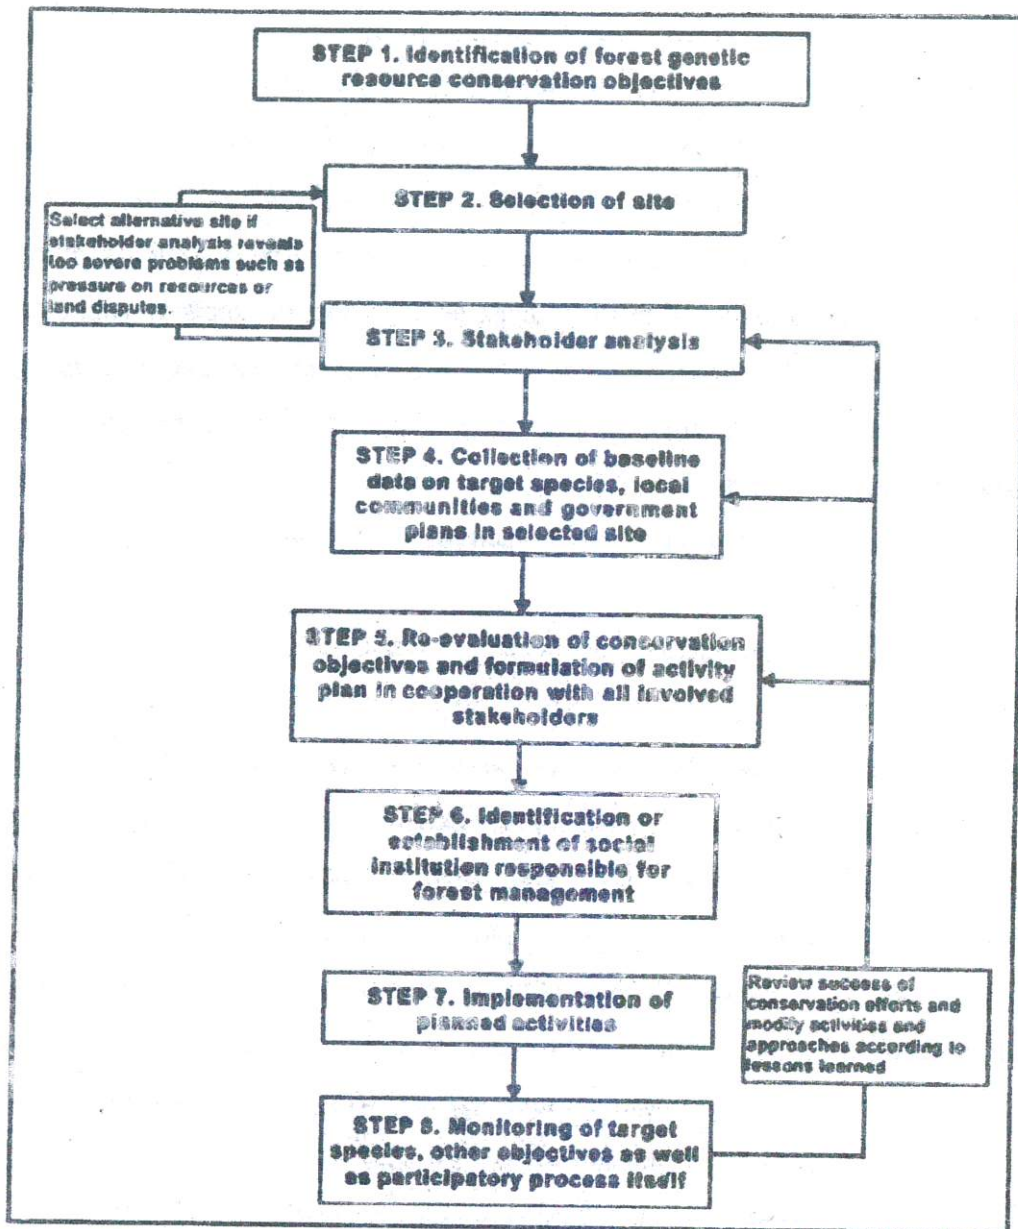 STEP 1. Identification of forest genetic
resource conservation objectives
STEP 2. Selection of site
Select alternative site if
stakeholder analysis reveals
too severe problems such as
pressure on resources or
land disputes.
STEP 3. Stakeholder analysis
STEP 4. Collection of baseline
data on target species, local
communities and government
plans in selected site
STEP 5. Re-evaluation of conservation
objectives and formulation of activity
plan in cooperation with all involved
stakeholders
STEP 6. Identification or
establishment of social
institution responsible for
forest management
STEP 7. Implementation of
planned activities
Review success of
conservation efforts and
modify activities and
approaches according to
lessons learned
STEP 8. Monitoring of target
species, other objectives as well
as participatory process itself